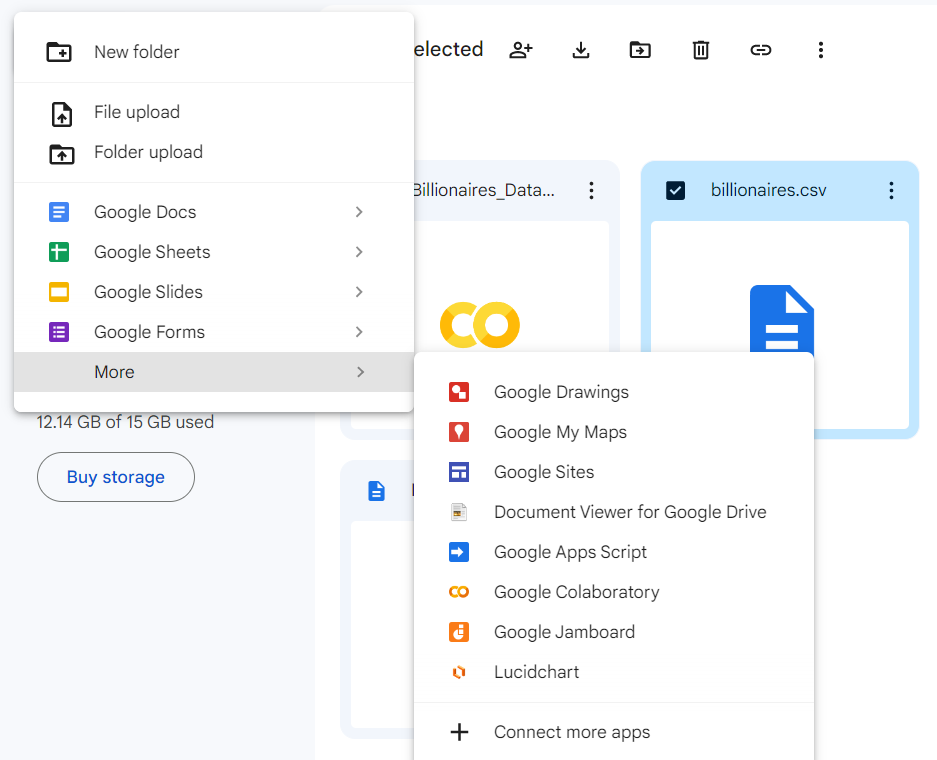 New folder
File upload
Folder upload
Google Docs
Google Sheets
Google Slides
Google Forms
More
12.14 GB of 15 GB used
Buy storage
elected
Billionaires_Data...
billionaires.csv
Google Drawings
Google My Maps
Google Sites
Document Viewer for Google Drive
Google Apps Script
Google Colaboratory
Google Jamboard
Lucidchart
Connect more apps